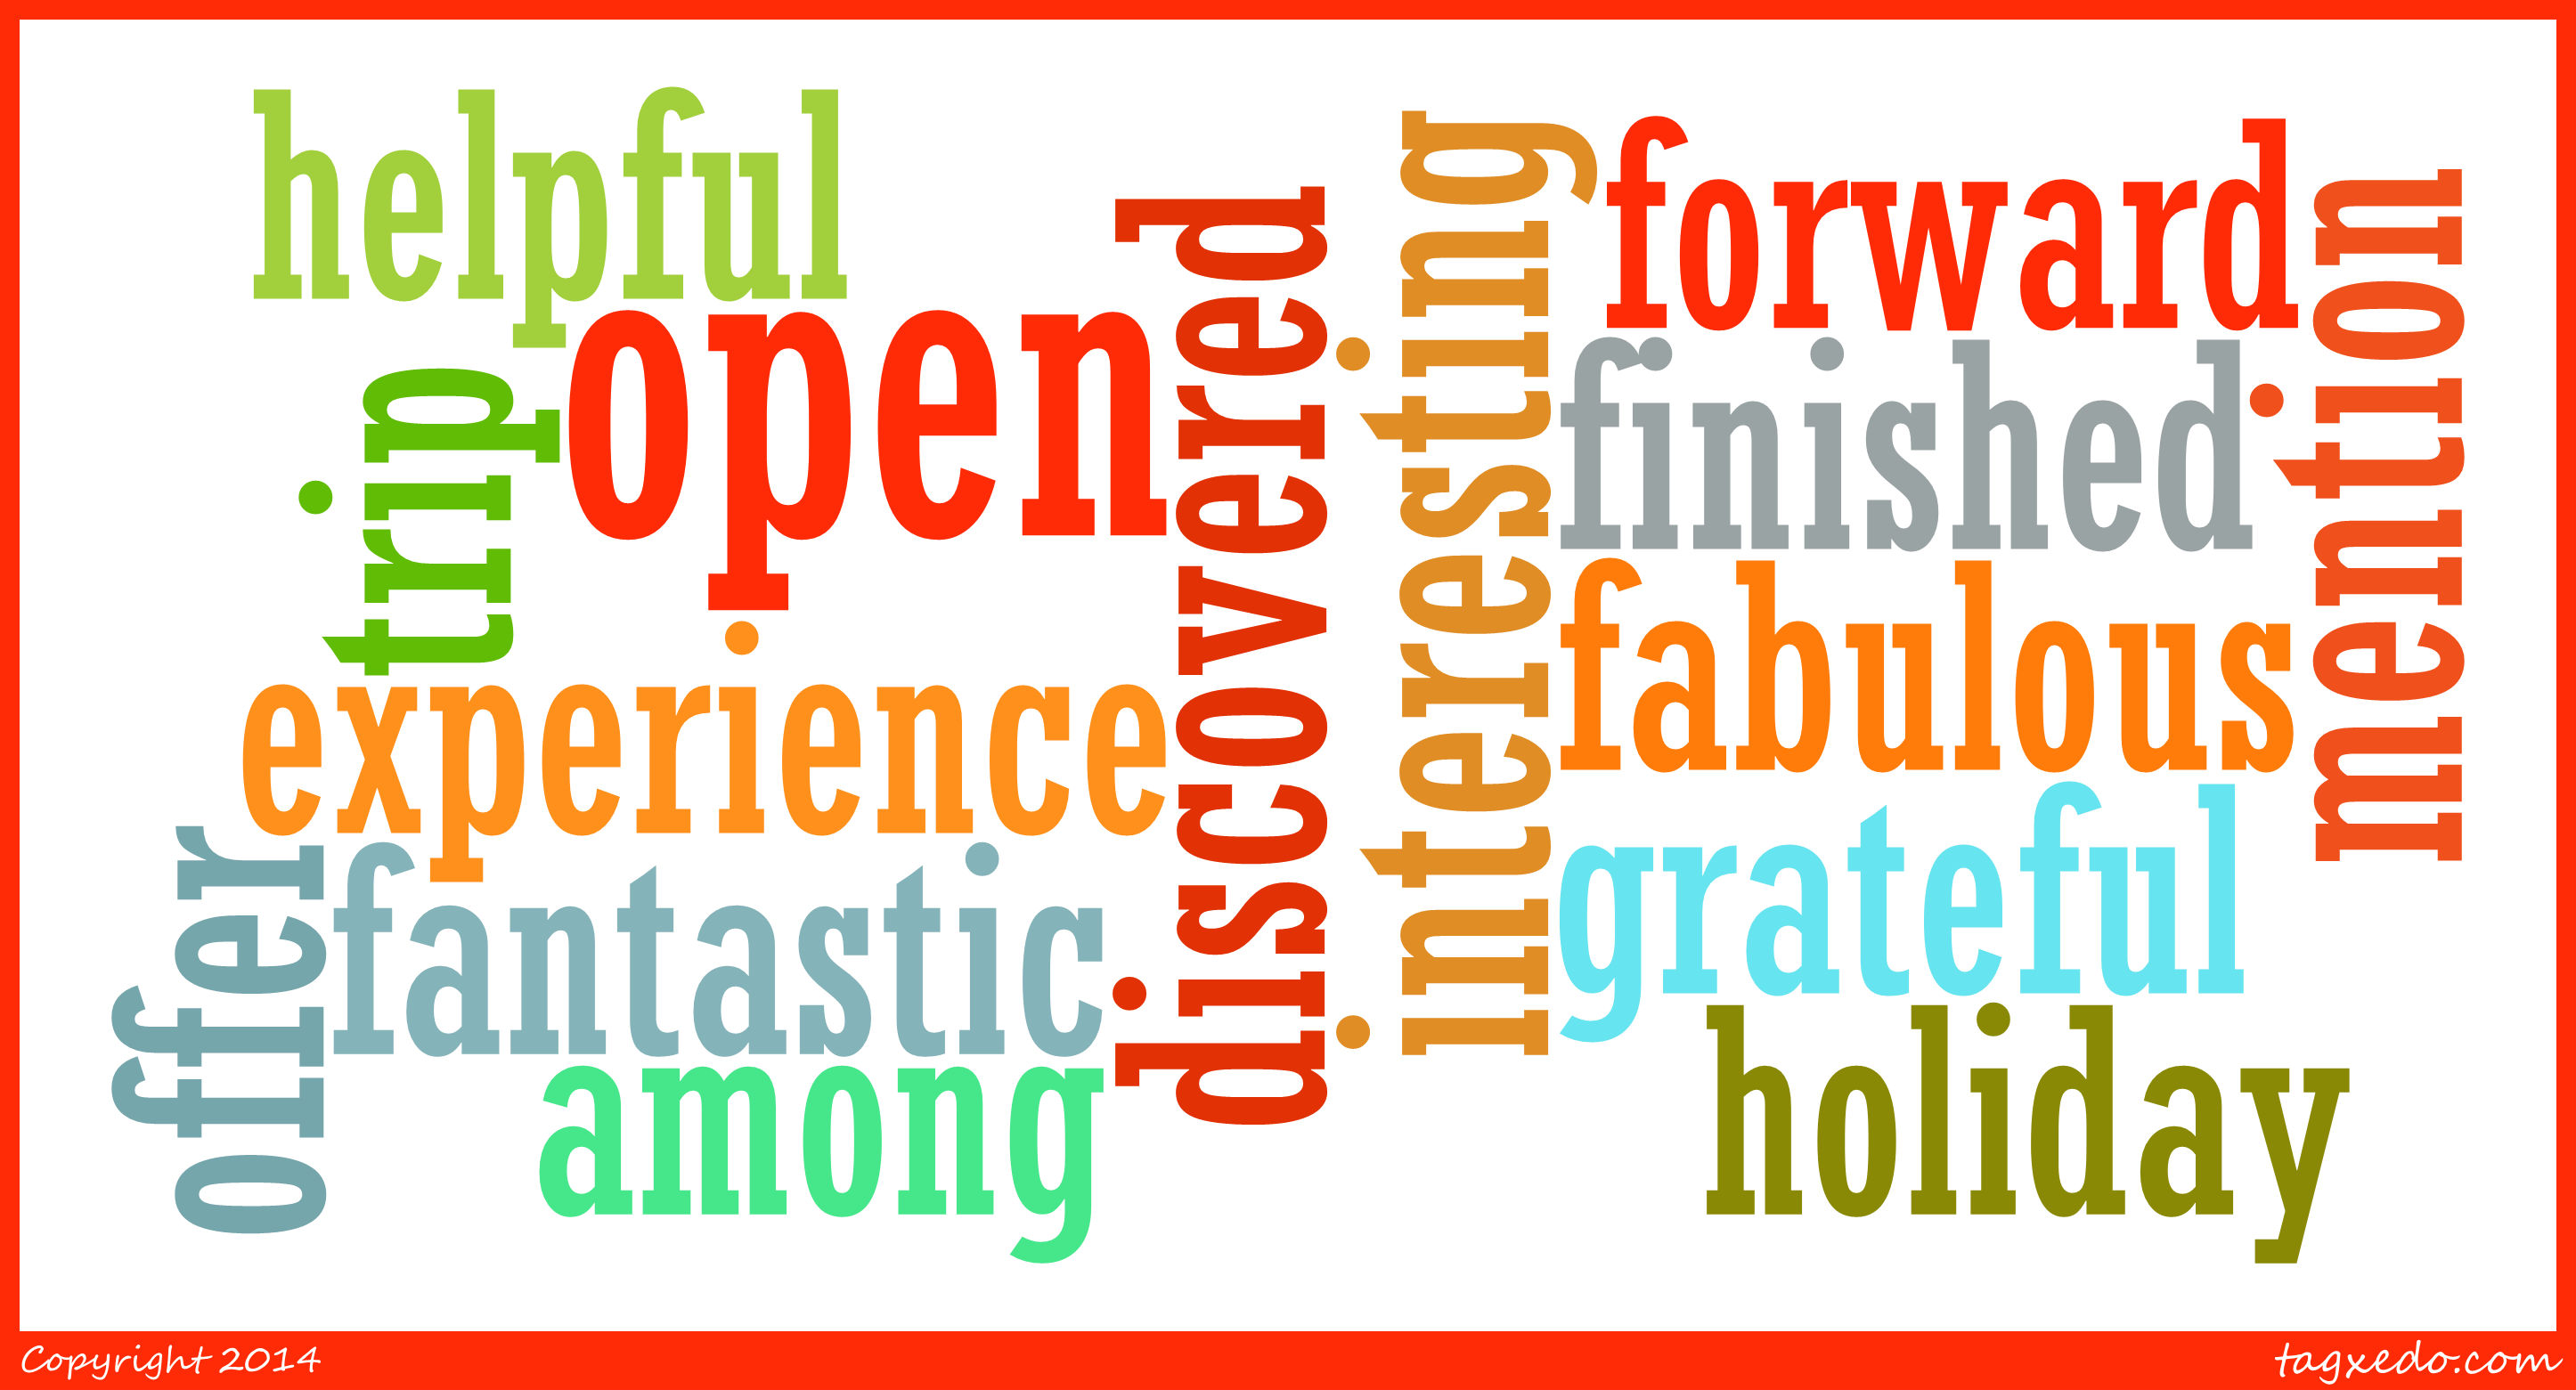 helpful
open
trip
experience
offer
fantastic
among
discovered
interesting
forward
finished
fabulous
grateful
holiday
mention
Copyright 2014
tagxedo.com